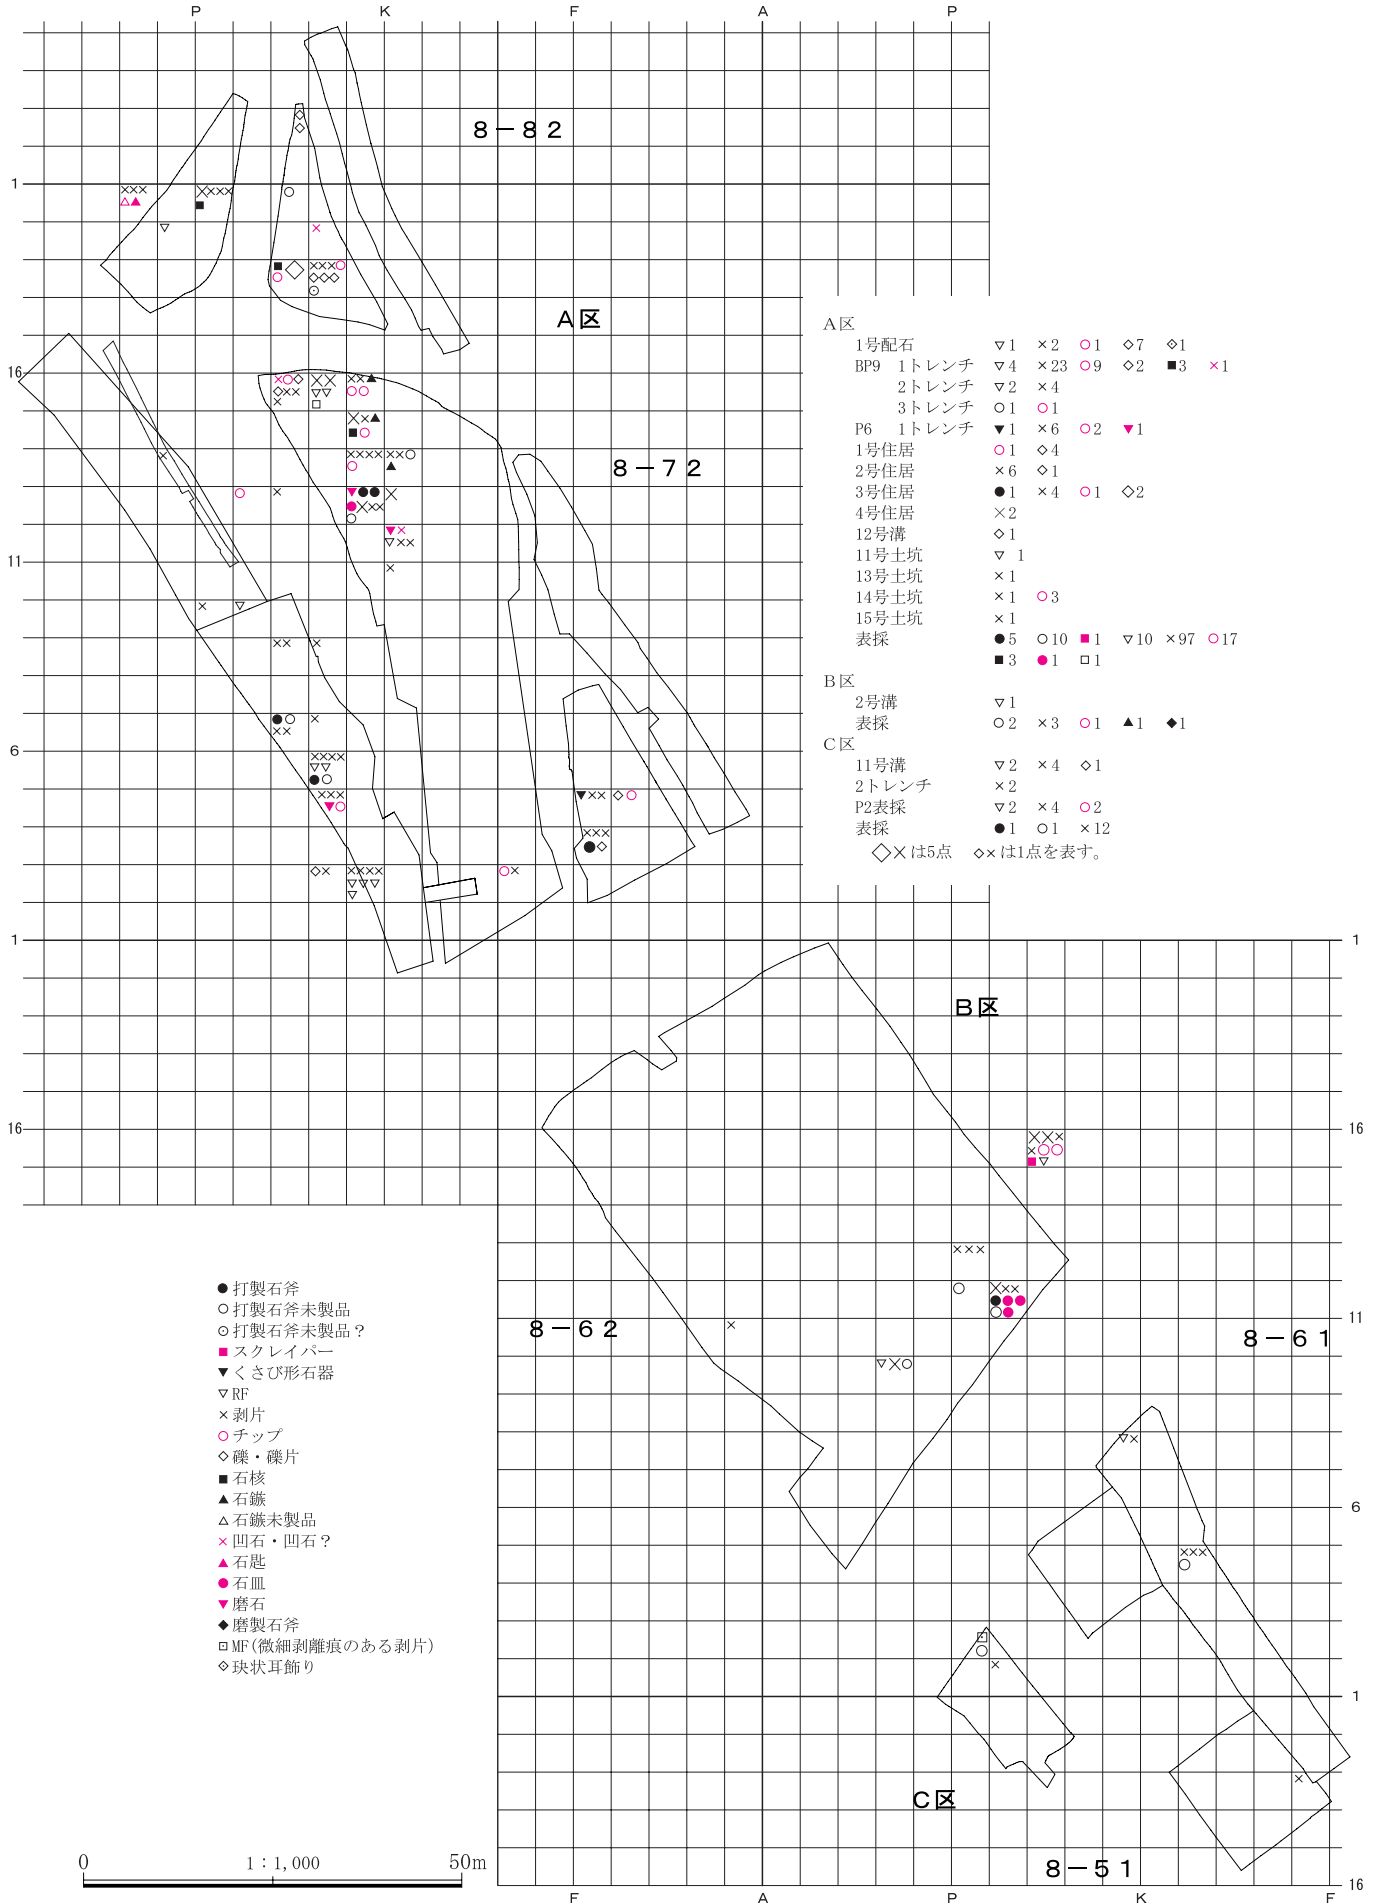 P K F A P
8-82
1
A区
16
8-72
11
6
1
A区
1号配石 ▽1 ×2 ○1 ◇7 ◇1
BP9 1トレンチ ▽4 ×23 ○9 ◇2 ■3 ×1
2トレンチ ▽2 ×4
3トレンチ ○1 ○1
P6 1トレンチ ▼1 ×6 ○2 ▼1
1号住居 ○1 ◇4
2号住居 ×6 ◇1
3号住居 ●1 ×4 ○1 ◇2
4号住居 ×2
12号溝 ◇1
11号土坑 ▽ 1
13号土坑 ×1
14号土坑 ×1 ○3
15号土坑 ×1
表採 ●5 ○10 ■1 ▽10 ×97 ○17
■3 ●1 □1
B区
2号溝 ▽1
表採 ○2 ×3 ○1 ▲1 ◆1
C区
11号溝 ▽2 ×4 ◇1
2トレンチ ×2
P2表採 ▽2 ×4 ○2
表採 ●1 ○1 ×12
◇×は5点 ◇×は1点を表す。
1
B区
16
8-62
11
8-61
6
1
C区
8-51
16
F A P K F
● 打製石斧
○ 打製石斧未製品
⊙ 打製石斧未製品？
■ スクレイパー
▼ くさび形石器
▽ RF
× 剥片
○ チップ
◇ 礫・礫片
■ 石核
▲ 石鏃
△ 石鏃未製品
× 凹石・凹石？
▲ 石匙
● 石皿
▼ 磨石
◆ 磨製石斧
⊡ MF(微細剥離痕のある剥片)
◇ 玦状耳飾り
0 1：1,000 50m